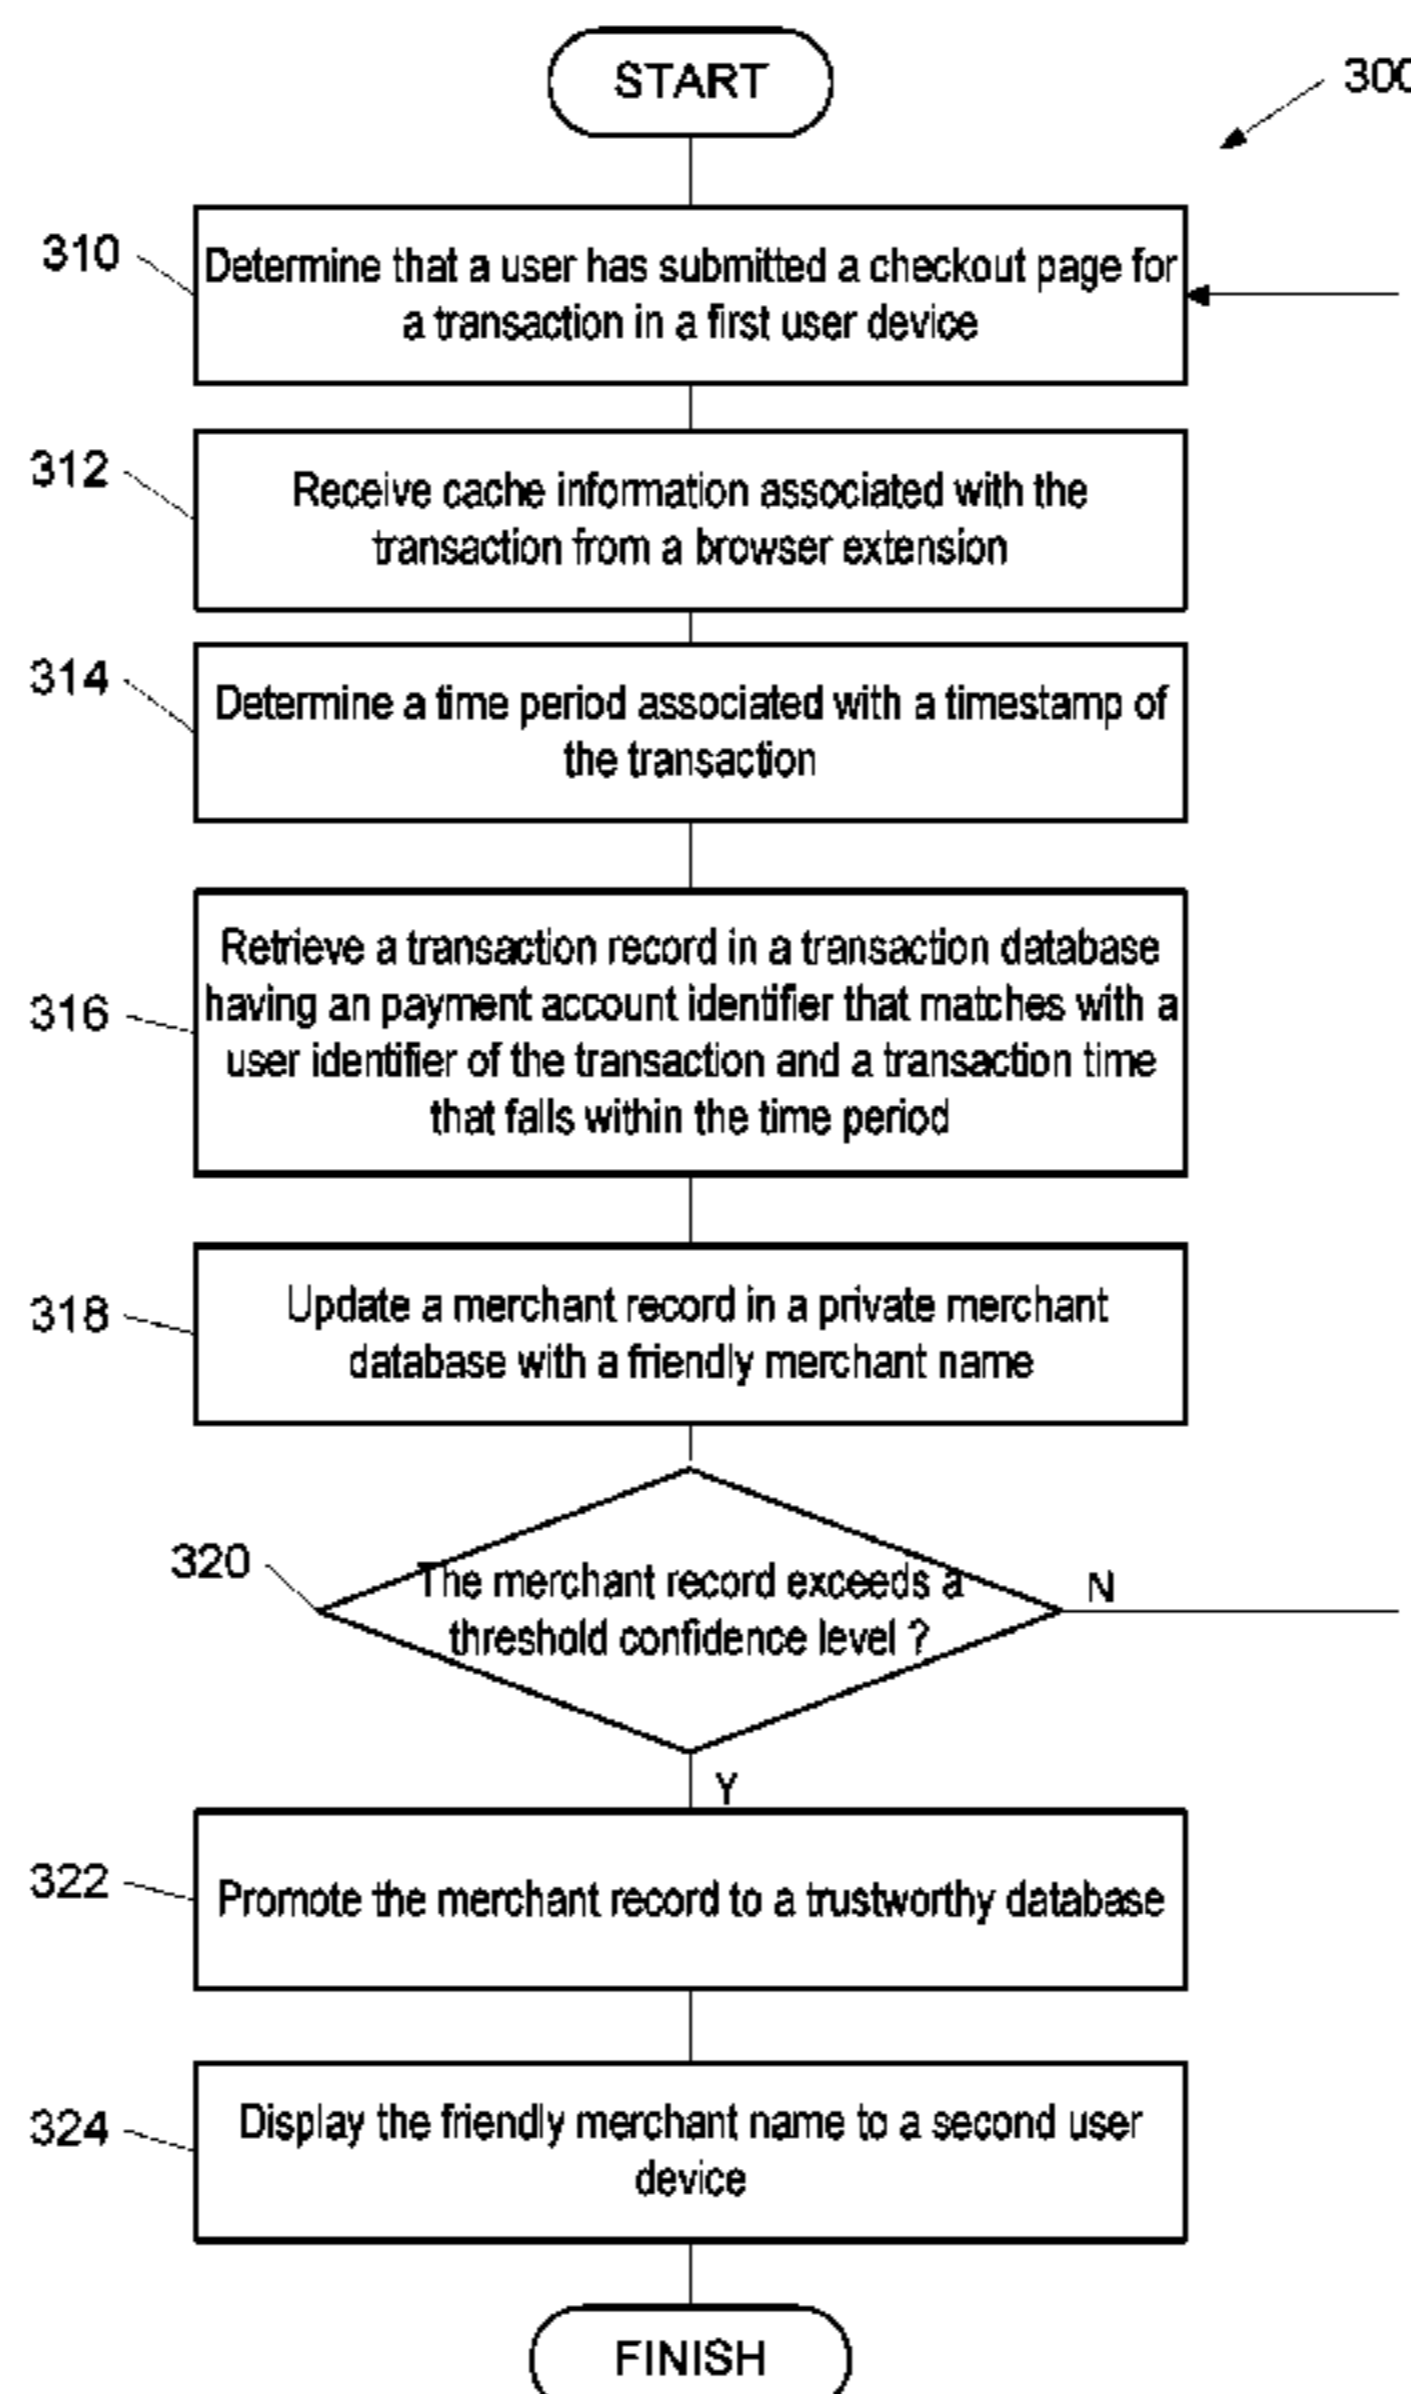 START
300
310
Determine that a user has submitted a checkout page for
a transaction in a first user device
312
Receive cache information associated with the
transaction from a browser extension
314
Determine a time period associated with a timestamp of
the transaction
316
Retrieve a transaction record in a transaction database
having an payment account identifier that matches with a
user identifier of the transaction and a transaction time
that falls within the time period
318
Update a merchant record in a private merchant
database with a friendly merchant name
320
The merchant record exceeds a
threshold confidence level ?
N
Y
322
Promote the merchant record to a trustworthy database
324
Display the friendly merchant name to a second user
device
FINISH